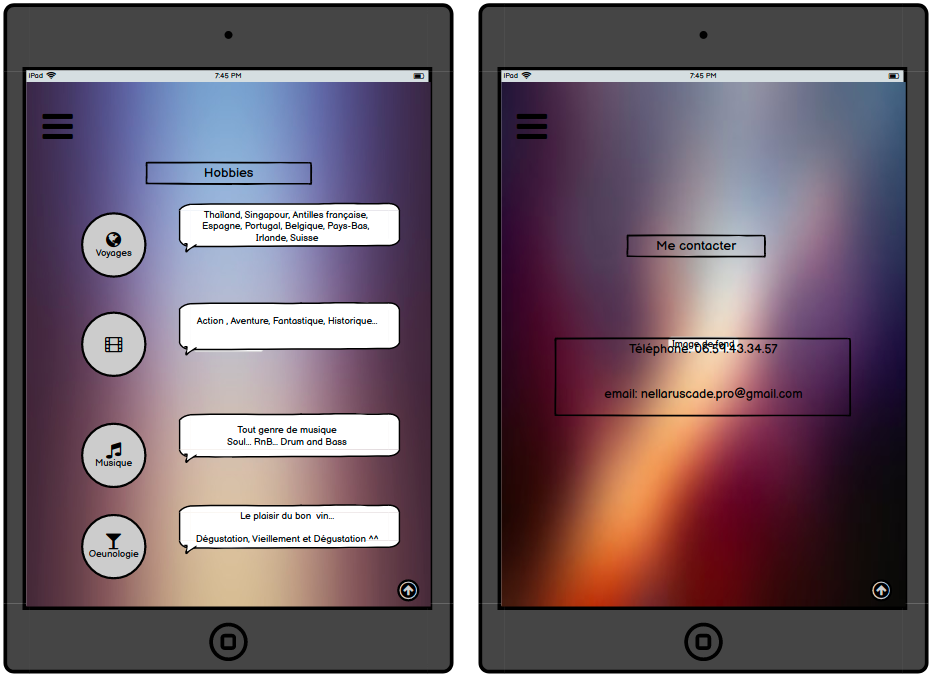 iPad
7:45 PM
Hobbies
Voyages
Thaïland, Singapour, Antilles française,
Espagne, Portugal, Belgique, Pays-Bas,
Irlande, Suisse
Action , Aventure, Fantastique, Historique...
Musique
Tout genre de musique
Soul... RnB... Drum and Bass
Oeunologie
Le plaisir du bon vin...
Dégustation, Vieillement et Dégustation ^^
iPad
7:45 PM
Me contacter
Image de fond
Téléphone: 06.59.43.34.57
email: nellaruscade.pro@gmail.com